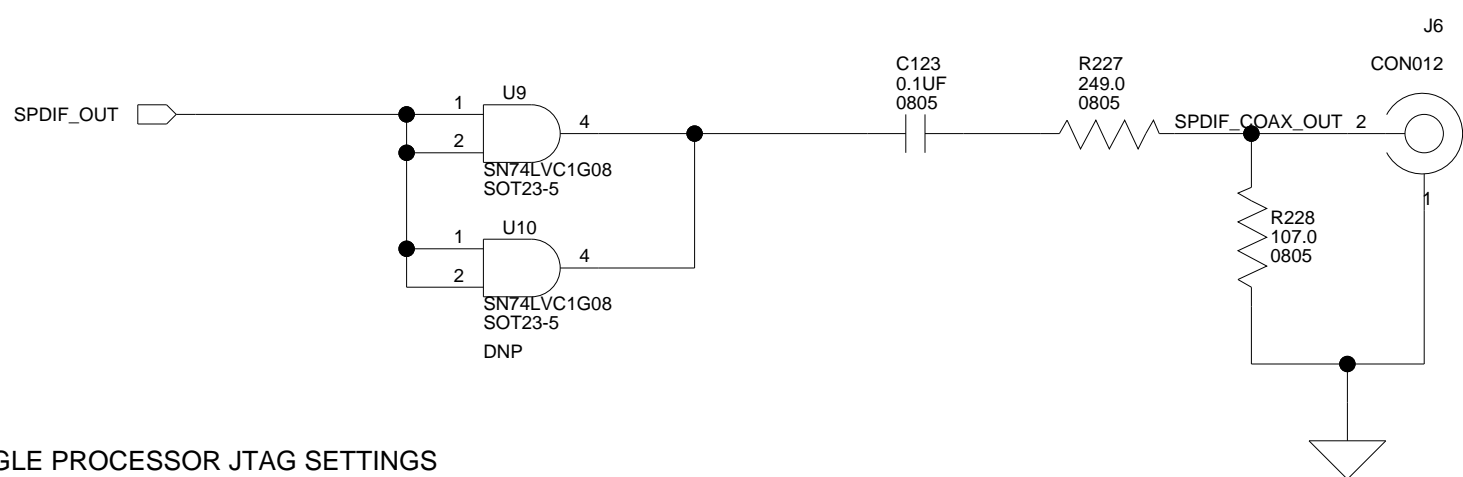 J6
CON012
C123
0.1UF
0805
R227
249.0
0805
SPDIF_OUT
1
2
U9
4
SN74LVC1G08
SOT23-5
SPDIF_COAX_OUT 2
1
1
2
U10
4
SN74LVC1G08
SOT23-5
DNP
R228
107.0
0805
GLE PROCESSOR JTAG SETTINGS